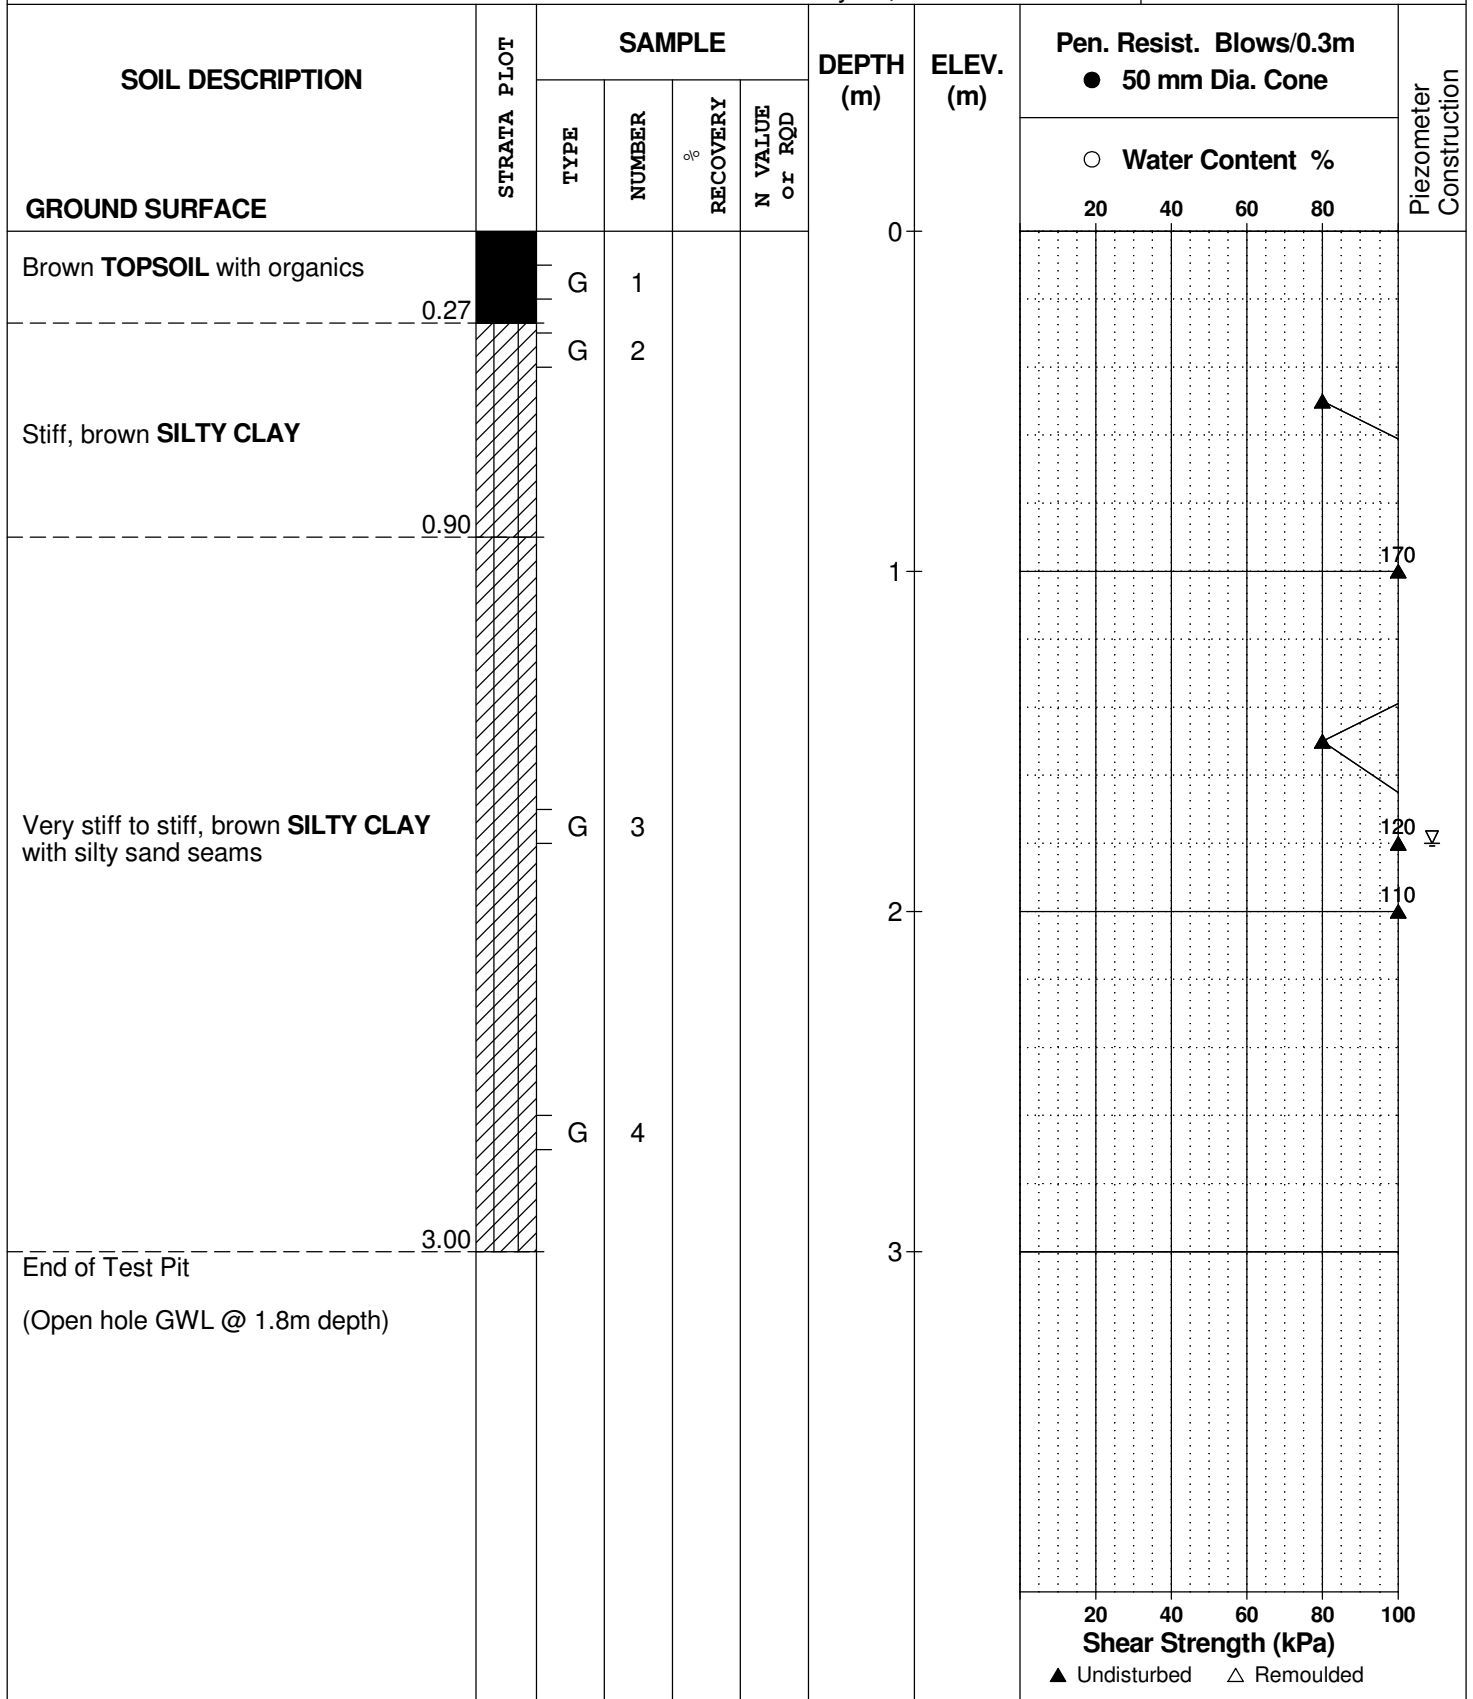 SOIL DESCRIPTION
GROUND SURFACE
STRATA PLOT
SAMPLE
TYPE
NUMBER
%
RECOVERY
N VALUE
or RQD
DEPTH
(m)
ELEV.
(m)
Pen. Resist. Blows/0.3m
● 50 mm Dia. Cone
○ Water Content %
20 40 60 80
Piezometer
Construction
0
Brown TOPSOIL with organics
0.27
G 1
G 2
Stiff, brown SILTY CLAY
0.90
170
1
Very stiff to stiff, brown SILTY CLAY
with silty sand seams
G 3
120
110
2
G 4
3.00
3
End of Test Pit
(Open hole GWL @ 1.8m depth)
20 40 60 80 100
Shear Strength (kPa)
▲ Undisturbed △ Remoulded